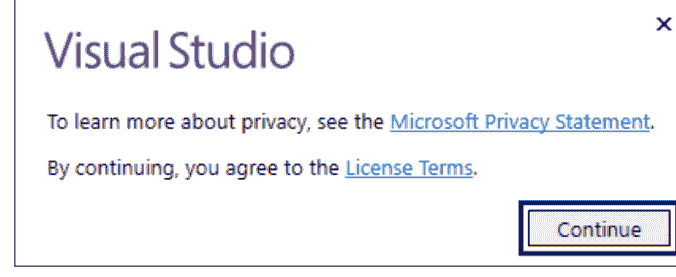 Visual Studio
To learn more about privacy, see the Microsoft Privacy Statement.
By continuing, you agree to the License Terms.
Continue